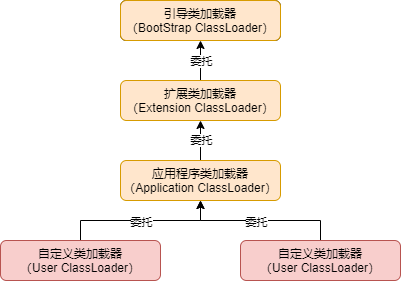 引导类加载器
（BootStrap ClassLoader）
委托
扩展类加载器
（Extension ClassLoader）
委托
应用程序类加载器
（Application ClassLoader）
委托
委托
自定义类加载器
（User ClassLoader）
自定义类加载器
（User ClassLoader）